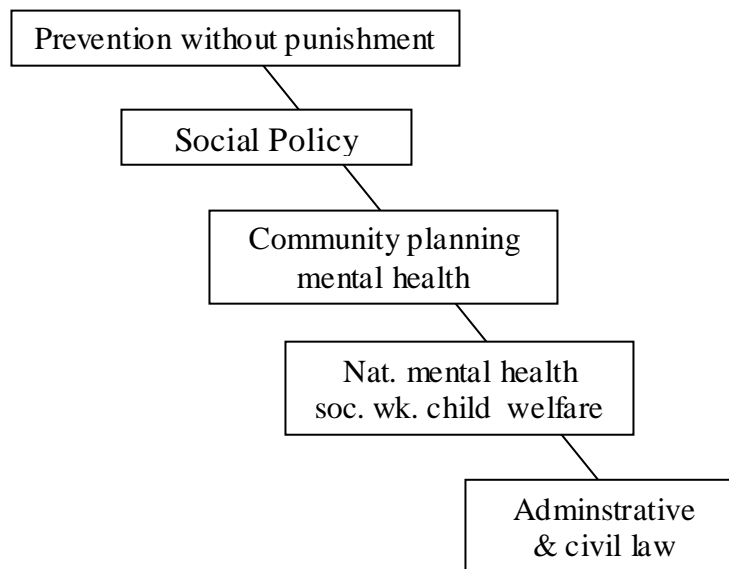 Prevention without punishment
Social Policy
Community planning
mental health
Nat. mental health
soc. wk. child welfare
Adminstrative
& civil law